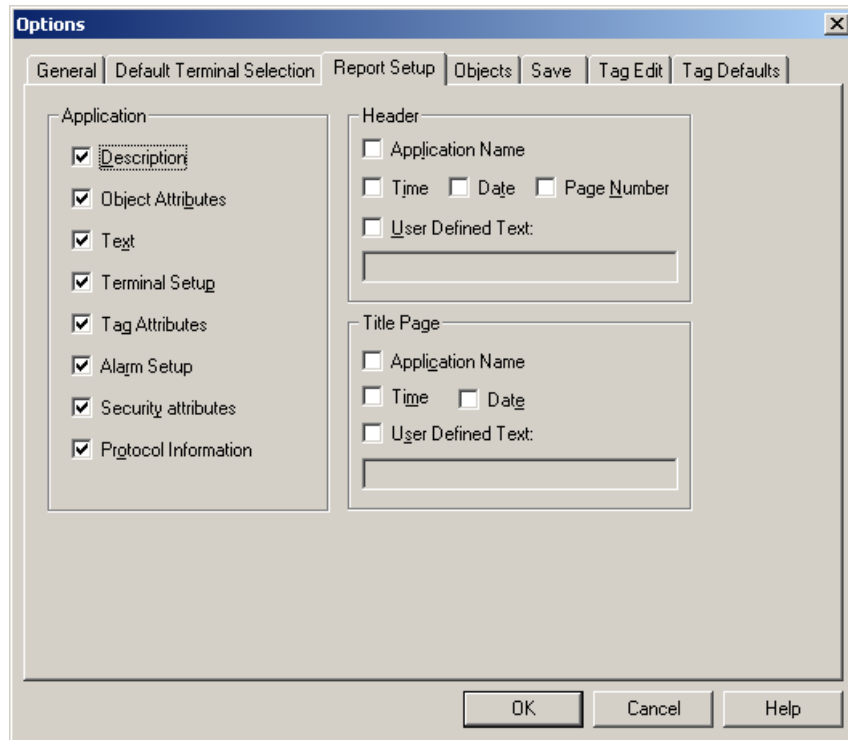 Options
General Default Terminal Selection Report Setup Objects Save Tag Edit Tag Defaults
Application
Description
Object Attributes
Text
Terminal Setup
Tag Attributes
Alarm Setup
Security attributes
Protocol Information
Header
Application Name
Time Date Page Number
User Defined Text:
Title Page
Application Name
Time Date
User Defined Text:
OK Cancel Help